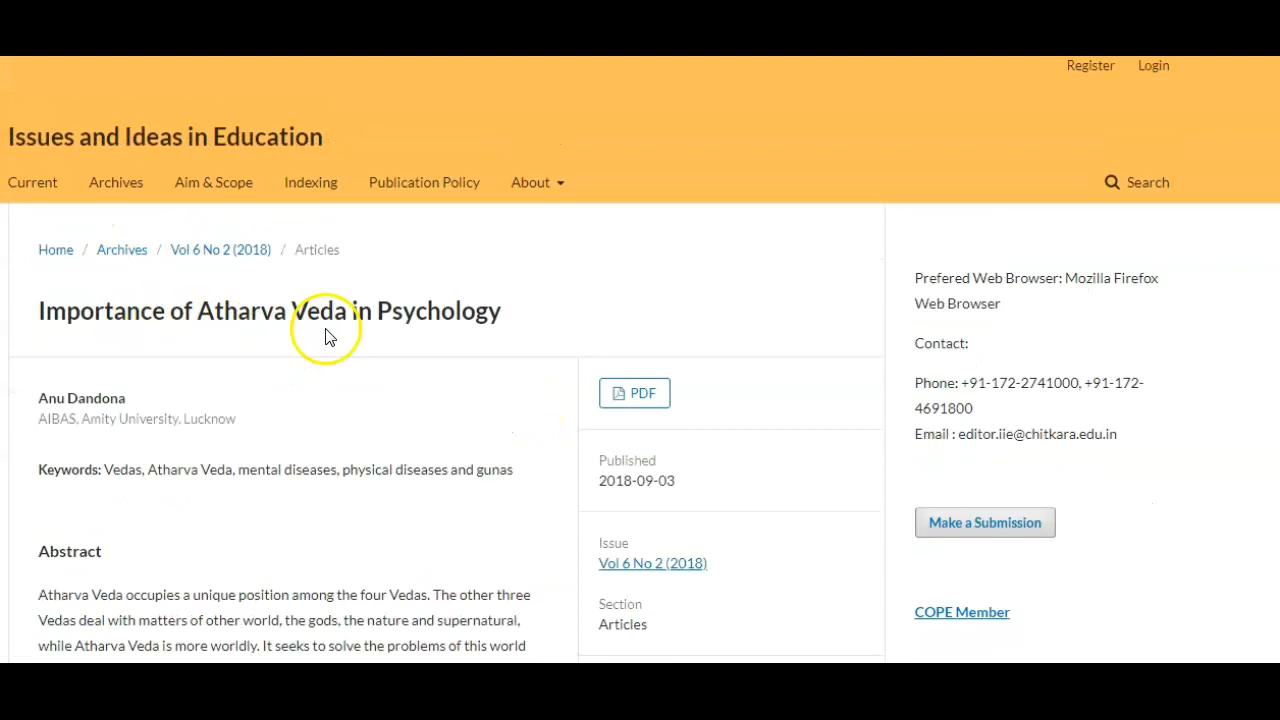 Register Login
Issues and Ideas in Education
Current Archives Aim & Scope Indexing Publication Policy About Search
Home / Archives / Vol 6 No 2 (2018) / Articles
Importance of Atharva Veda in Psychology
Anu Dandona
AIBAS, Amity University, Lucknow
Keywords: Vedas, Atharva Veda, mental diseases, physical diseases and gunas
Abstract
Atharva Veda occupies a unique position among the four Vedas. The other three
Vedas deal with matters of other world, the gods, the nature and supernatural,
while Atharva Veda is more worldly. It seeks to solve the problems of this world
PDF
Published
2018-09-03
Issue
Vol 6 No 2 (2018)
Section
Articles
Prefered Web Browser: Mozilla Firefox
Web Browser
Contact:
Phone: +91-172-2741000, +91-172-
4691800
Email : editor.iie@chitkara.edu.in
Make a Submission
COPE Member